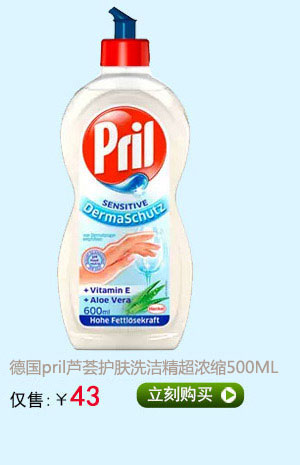 Pril
SENSITIVE
DermaSchutz
+ Vitamin E
+ Aloe Vera
600ml
Henkel
Hohe Fettlösekraft
德国pril芦荟护肤洗洁精超浓缩500ML
仅售:￥43
立刻购买